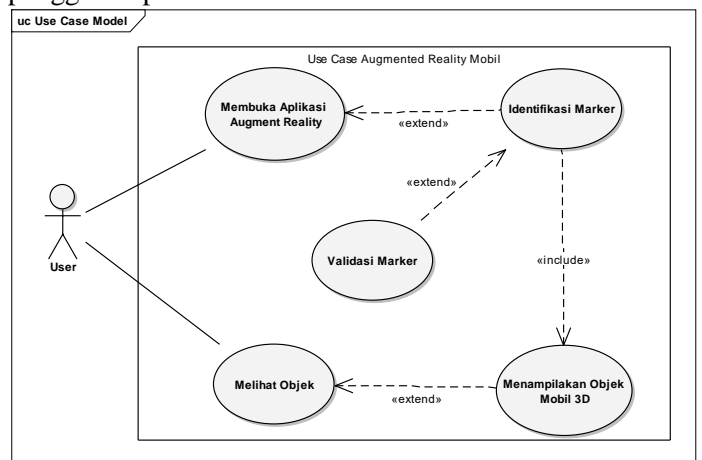 uc Use Case Model
Use Case Augmented Reality Mobil
Membuka Aplikasi
Augment Reality
Identifikasi Marker
«extend»
«extend»
User
Validasi Marker
«include»
Melihat Objek
Menampilakan Objek
Mobil 3D
«extend»